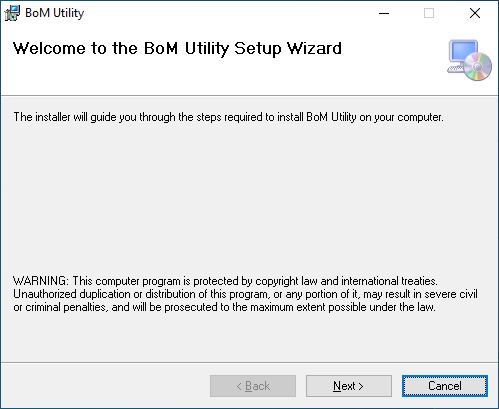 BoM Utility
Welcome to the BoM Utility Setup Wizard
The installer will guide you through the steps required to install BoM Utility on your computer.
WARNING: This computer program is protected by copyright law and international treaties.
Unauthorized duplication or distribution of this program, or any portion of it, may result in severe civil
or criminal penalties, and will be prosecuted to the maximum extent possible under the law.
< Back
Next >
Cancel